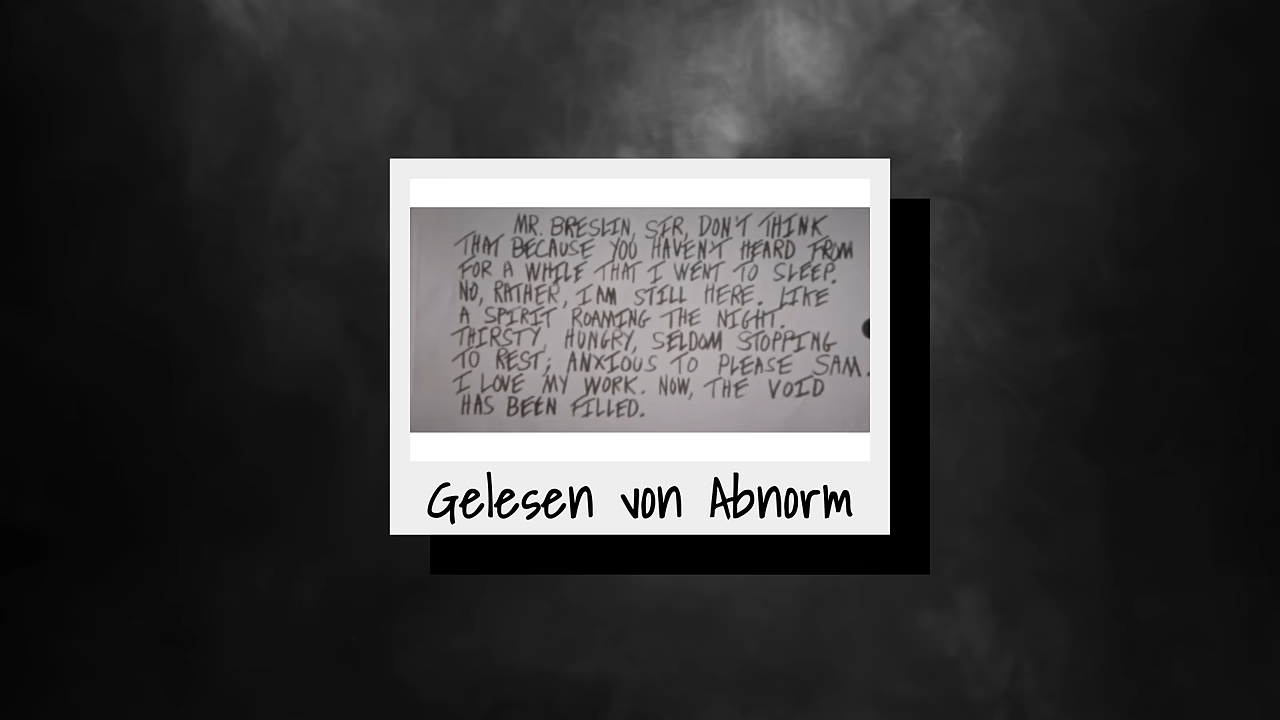 MR. BRESLIN, SIR, DON'T THINK
THAT BECAUSE YOU HAVEN'T HEARD FROM
FOR A WHILE THAT I WENT TO SLEEP.
NO, RATHER, I AM STILL HERE. LIKE
A SPIRIT ROAMING THE NIGHT.
THIRSTY, HUNGRY, SELDOM STOPPING
TO REST; ANXIOUS TO PLEASE SAM.
I LOVE MY WORK. NOW, THE VOID
HAS BEEN FILLED.
Gelesen von Abnorm